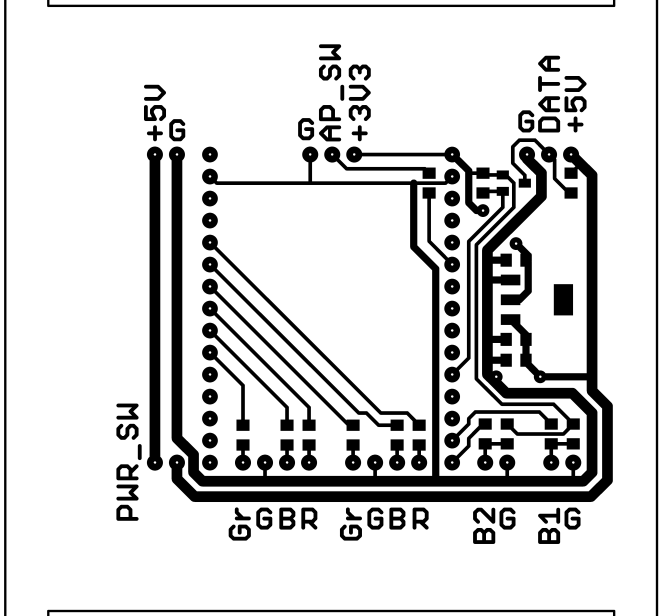 +5V
G
G
AP_SW
+3V3
G
DATA
+5V
PWR_SW
GrGBR
GrGBR
B2G
B1G